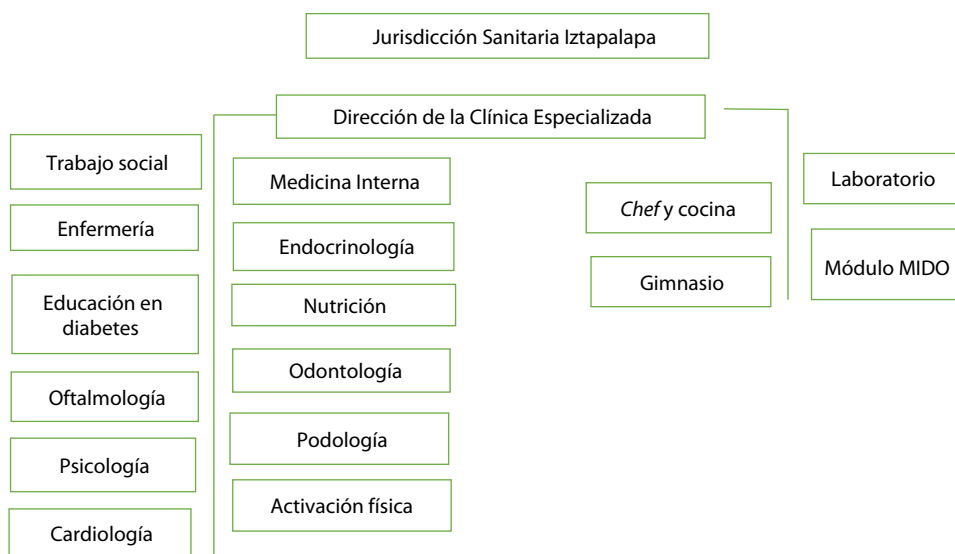 Jurisdicción Sanitaria Iztapalapa
Dirección de la Clínica Especializada
Trabajo social
Enfermería
Educación en
diabetes
Oftalmología
Psicología
Cardiología
Medicina Interna
Endocrinología
Nutrición
Odontología
Podología
Activación física
Chef y cocina
Gimnasio
Laboratorio
Módulo MIDO